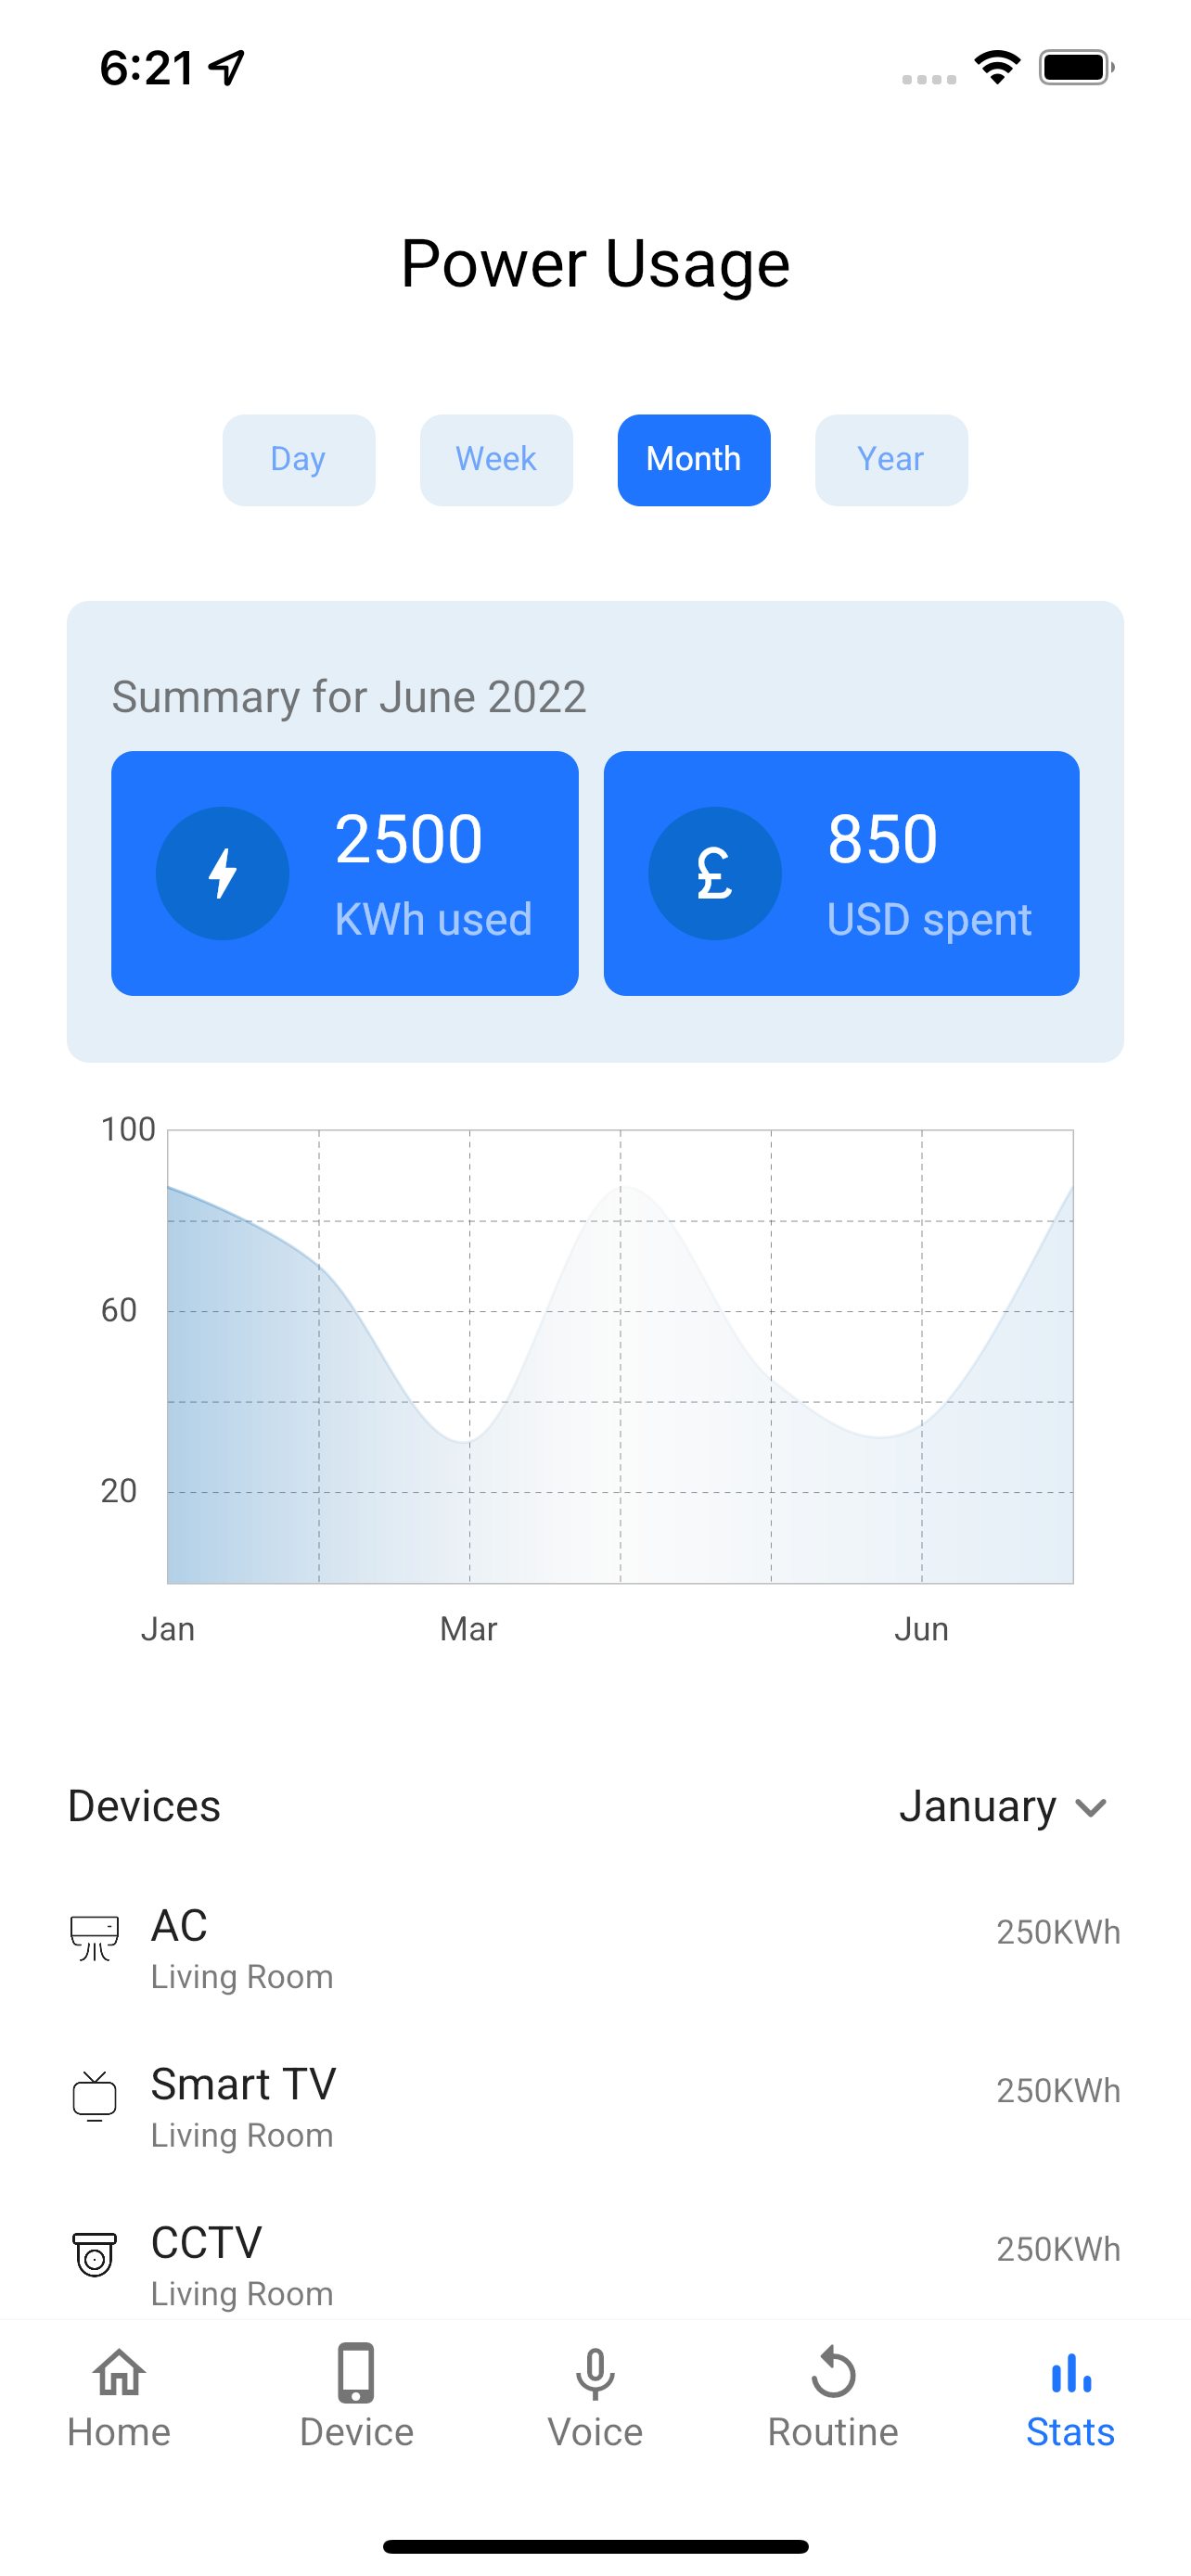 6:21
Power Usage
Day Week Month Year
Summary for June 2022
2500
KWh used
£
850
USD spent
100
60
20
Jan Mar Jun
Devices January
AC
Living Room
250KWh
Smart TV
Living Room
250KWh
CCTV
Living Room
250KWh
Home Device Voice Routine Stats